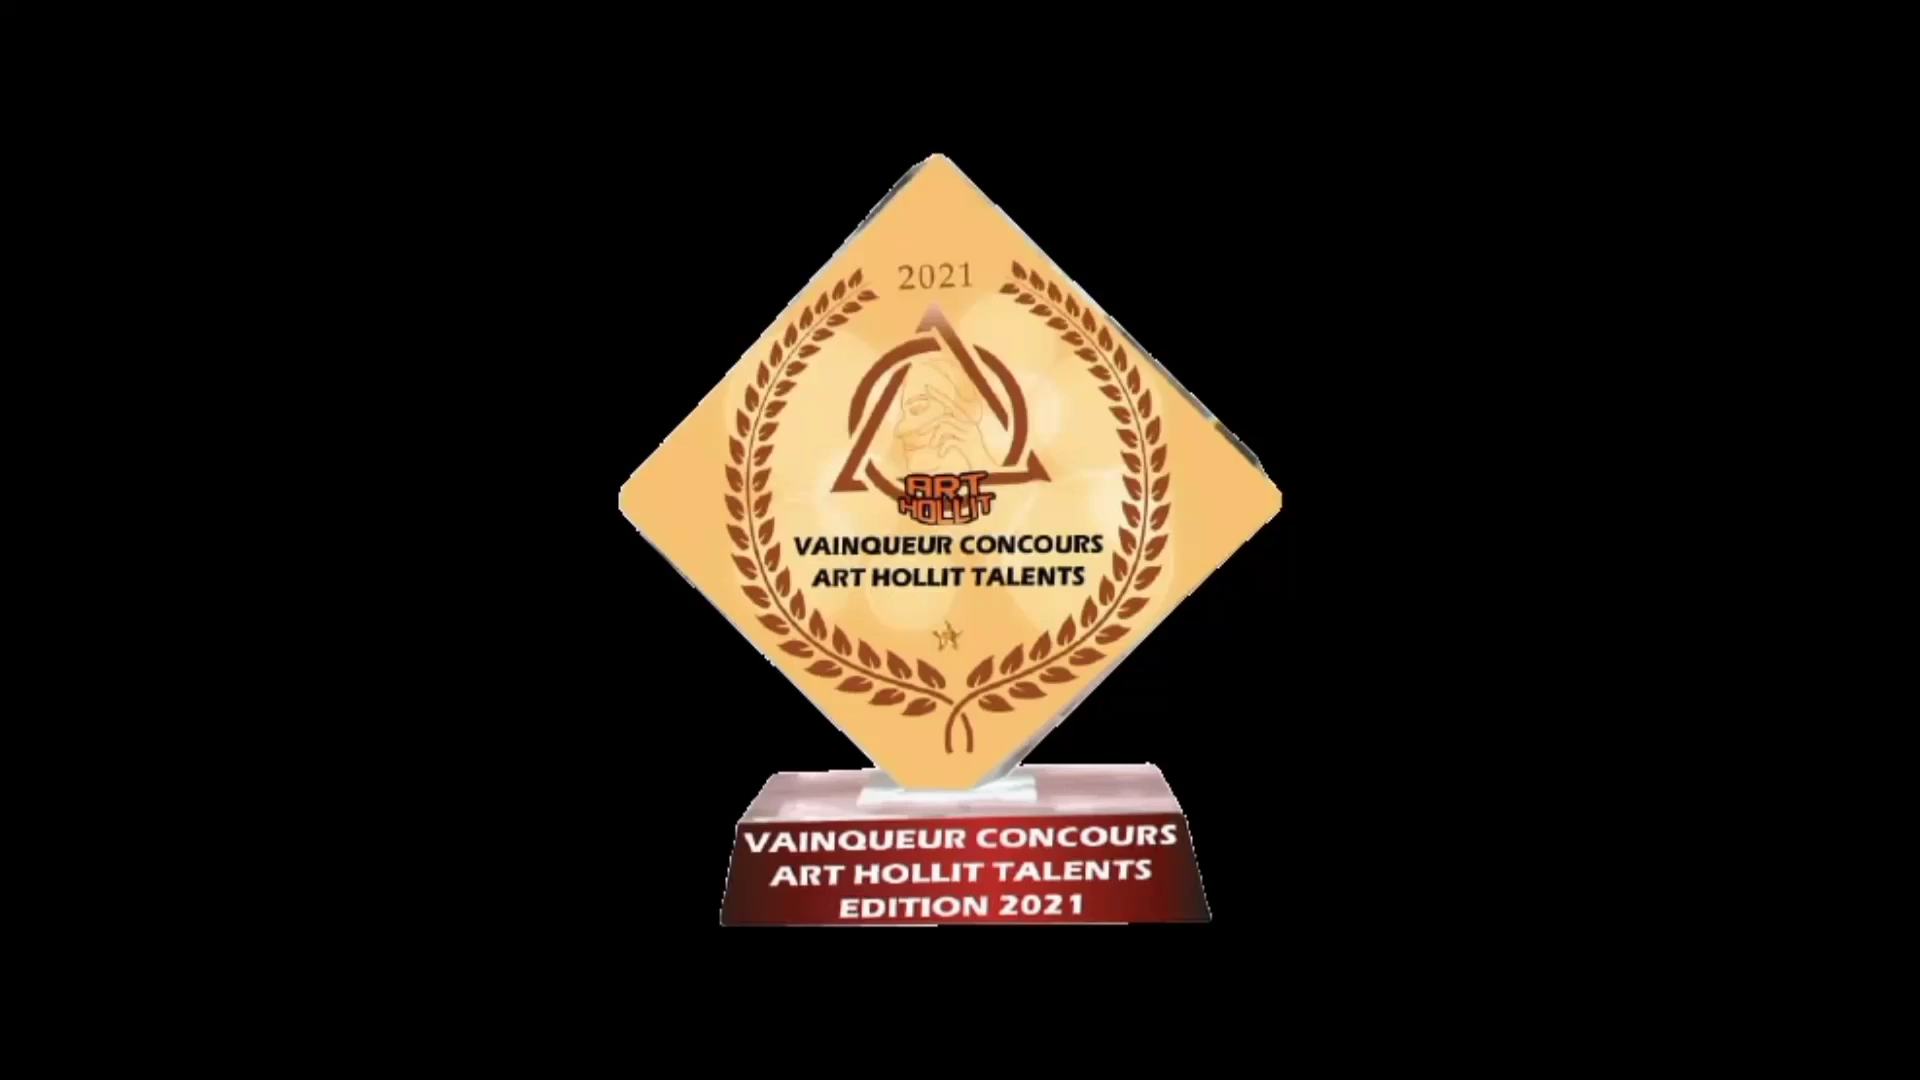 2021
ART
HOLLIT
VAINQUEUR CONCOURS
ART HOLLIT TALENTS
VAINQUEUR CONCOURS
ART HOLLIT TALENTS
EDITION 2021